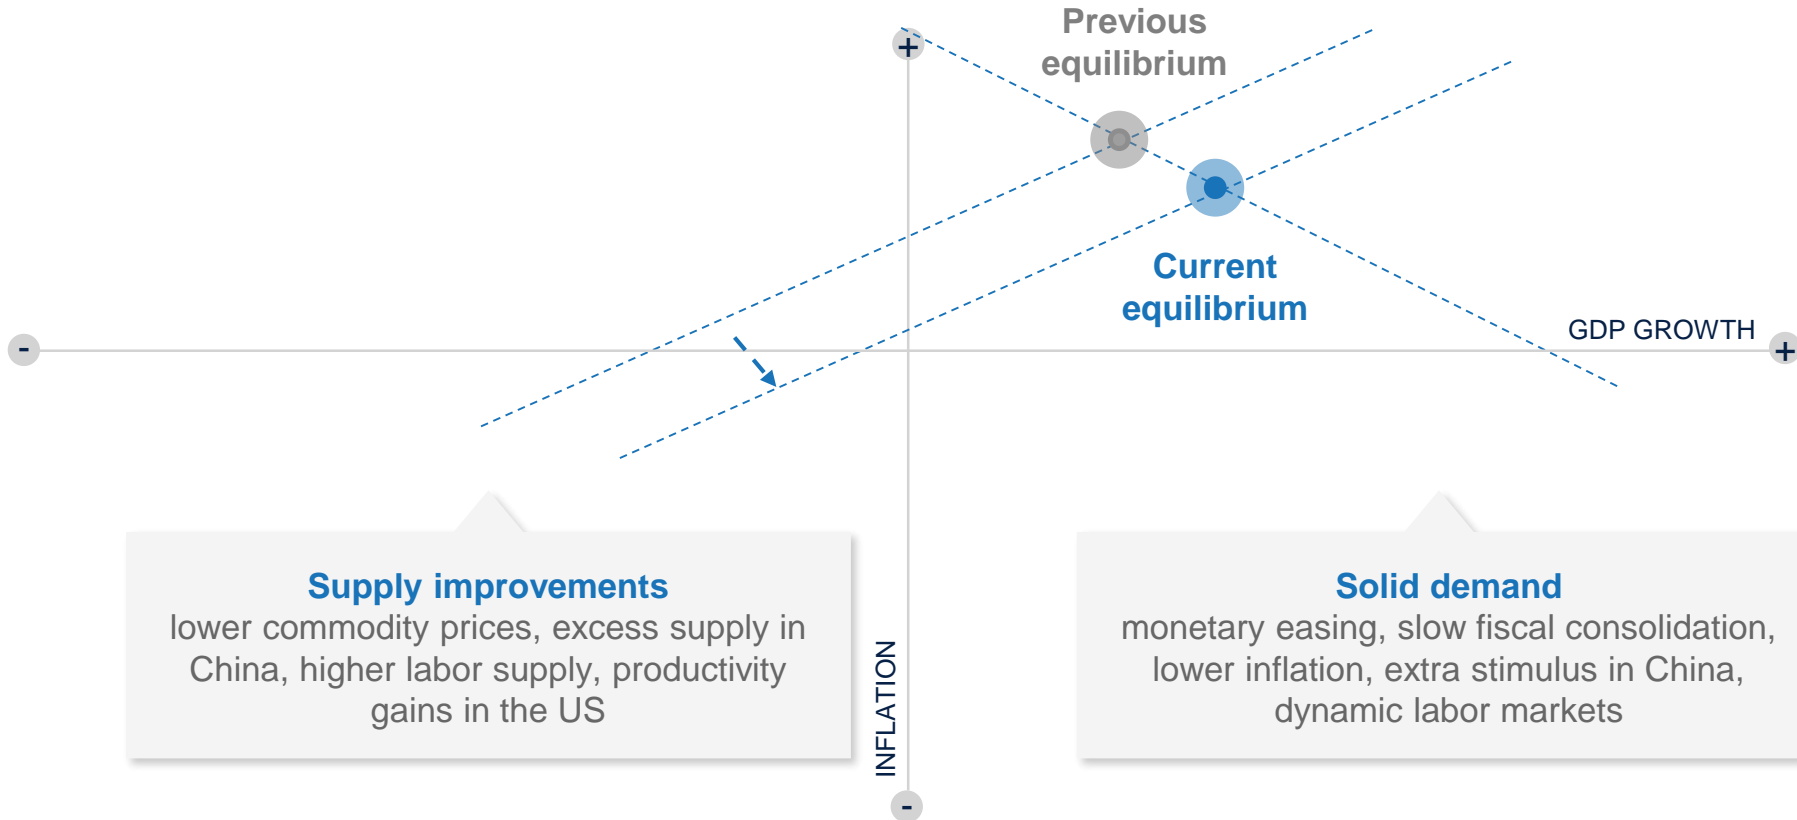 Previous
equilibrium
+
Current
equilibrium
GDP GROWTH
-
+
Supply improvements
lower commodity prices, excess supply in
China, higher labor supply, productivity
gains in the US
INFLATION
Solid demand
monetary easing, slow fiscal consolidation,
lower inflation, extra stimulus in China,
dynamic labor markets
-